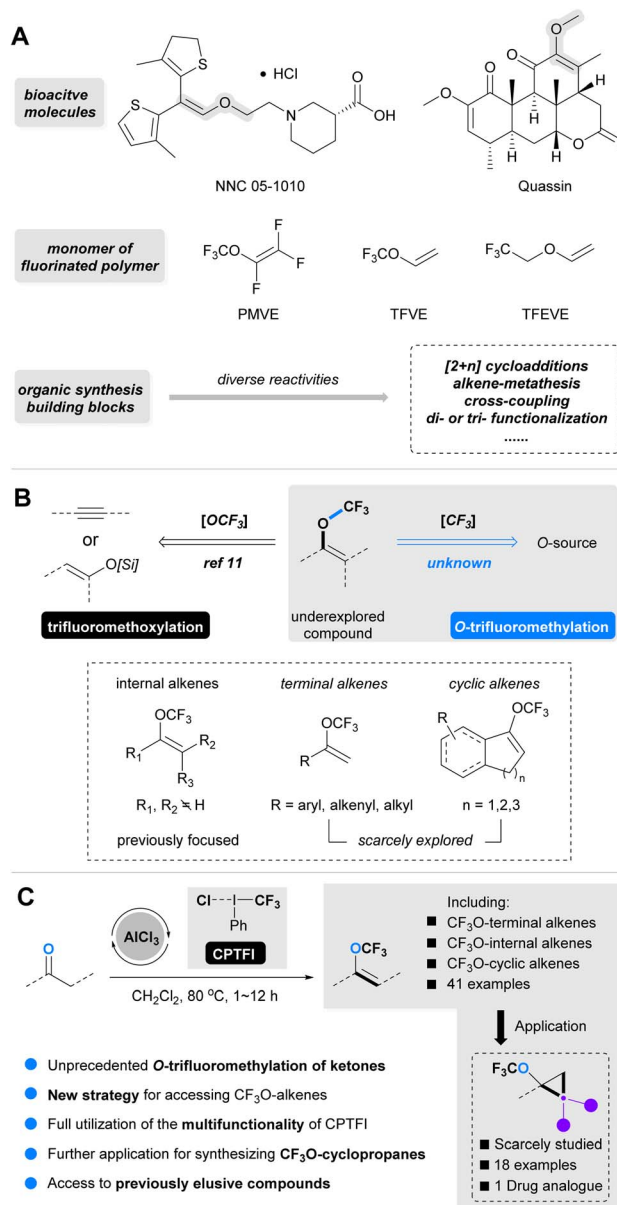 A
bioacitve
molecules
S
S
O
N
• HCl
O
OH
NNC 05-1010
O
O
O
O
O
O
H
H
H
H
Quassin
monomer of
fluorinated polymer
F₃CO
F
F
F
PMVE
F₃CO
TFVE
F₃C
O
TFEVE
organic synthesis
building blocks
diverse reactivities
[2+n] cycloadditions
alkene-metathesis
cross-coupling
di- or tri- functionalization
......
B
or
O[Si]
trifluoromethoxylation
[OCF₃]
ref 11
O
CF₃
underexplored
compound
[CF₃]
unknown
O-source
O-trifluoromethylation
internal alkenes
OCF₃
R₁
R₂
R₃
R₁, R₂ ≠ H
previously focused
terminal alkenes
OCF₃
R
R = aryl, alkenyl, alkyl
cyclic alkenes
R
OCF₃
( )n
n = 1,2,3
scarcely explored
C
O
AlCl₃
Cl---I—CF₃
Ph
CPTFI
CH₂Cl₂, 80 °C, 1~12 h
OCF₃
Including:
■ CF₃O-terminal alkenes
■ CF₃O-internal alkenes
■ CF₃O-cyclic alkenes
■ 41 examples
Application
● Unprecedented O-trifluoromethylation of ketones
● New strategy for accessing CF₃O-alkenes
● Full utilization of the multifunctionality of CPTFI
● Further application for synthesizing CF₃O-cyclopropanes
● Access to previously elusive compounds
F₃CO
■ Scarcely studied
■ 18 examples
■ 1 Drug analogue